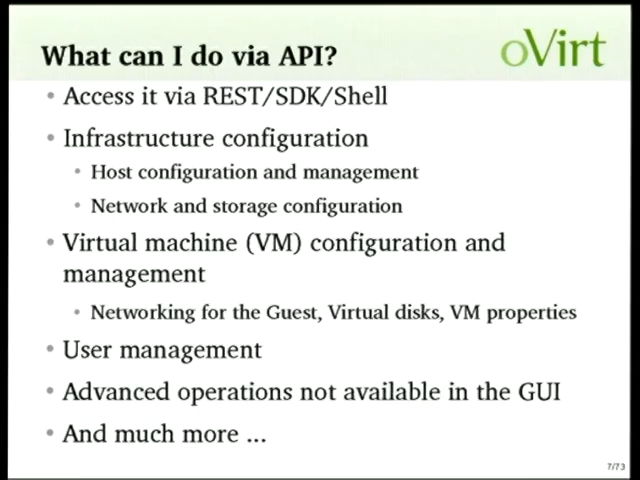 What can I do via API?
oVirt
• Access it via REST/SDK/Shell
• Infrastructure configuration
• Host configuration and management
• Network and storage configuration
• Virtual machine (VM) configuration and
management
• Networking for the Guest, Virtual disks, VM properties
• User management
• Advanced operations not available in the GUI
• And much more ...
7/73